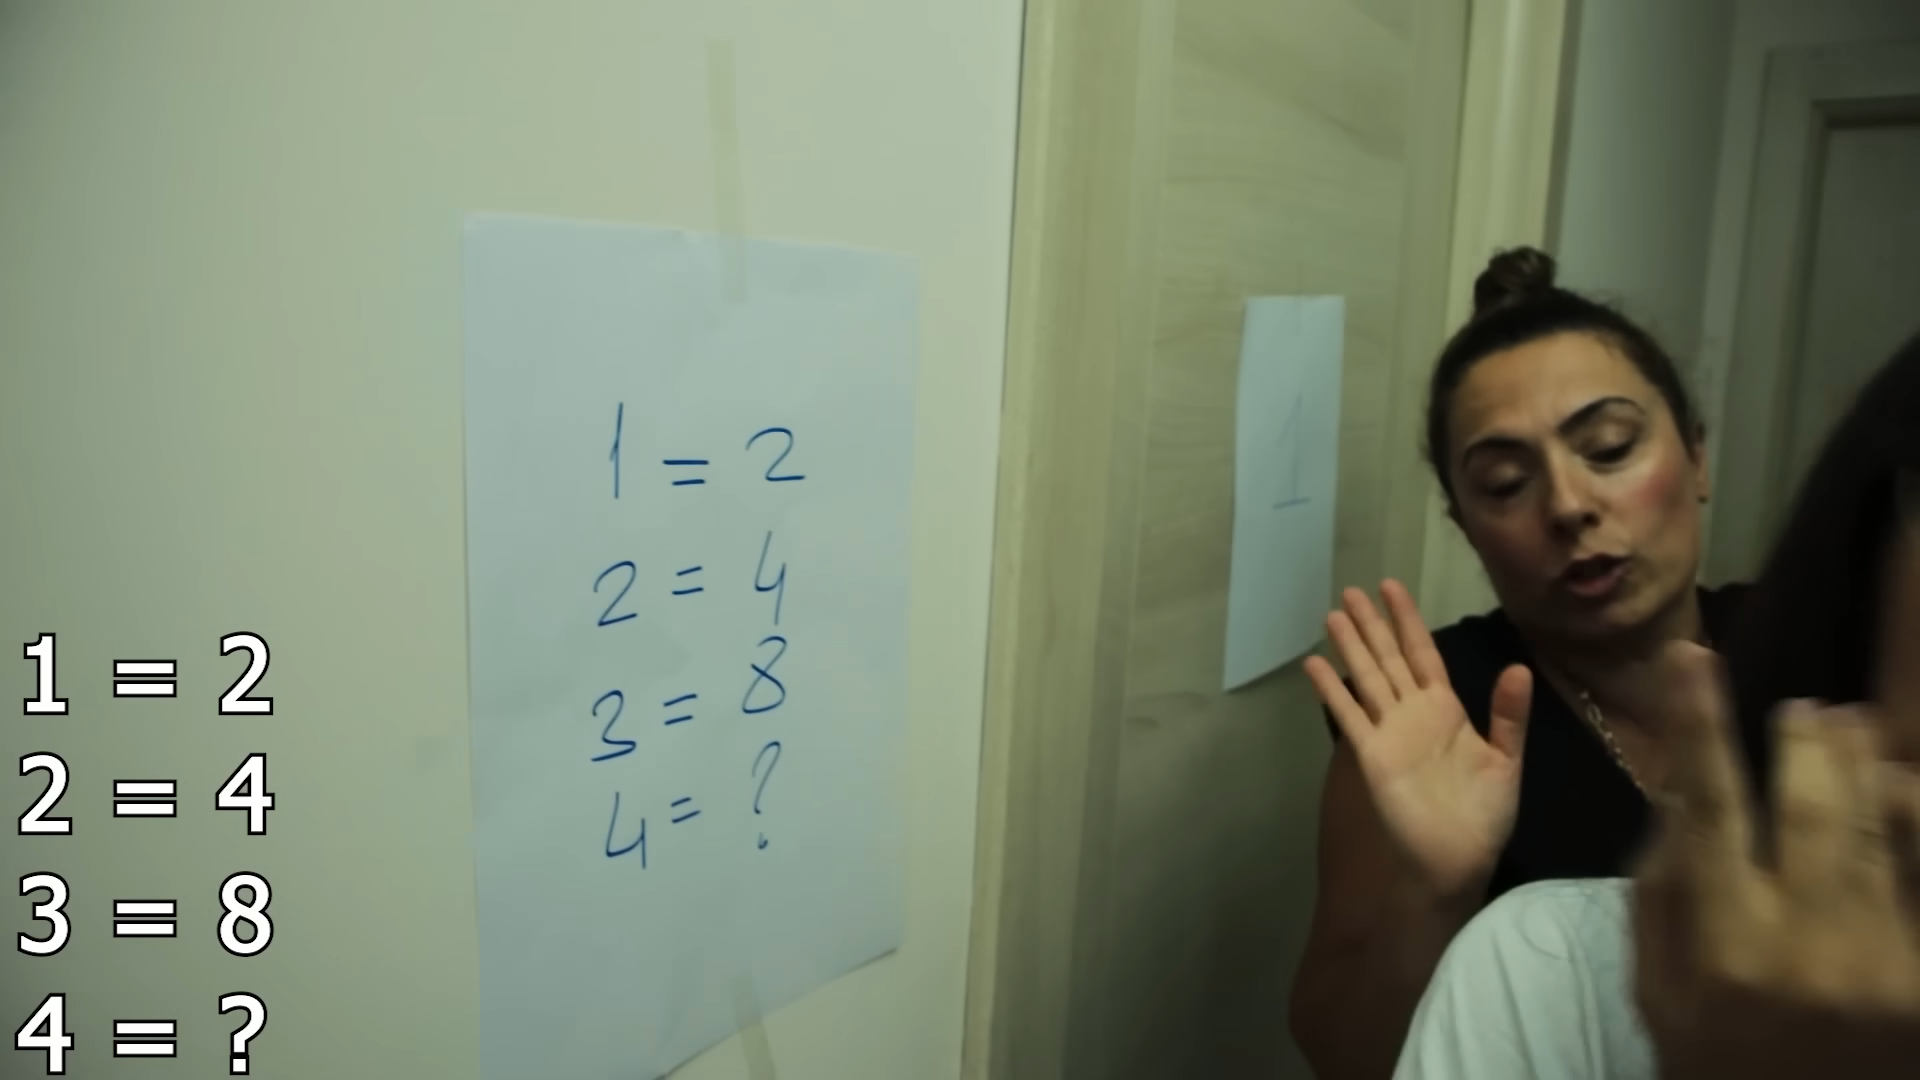 1 = 2
2 = 4
3 = 8
4 = ?
1
1 = 2
2 = 4
3 = 8
4 = ?